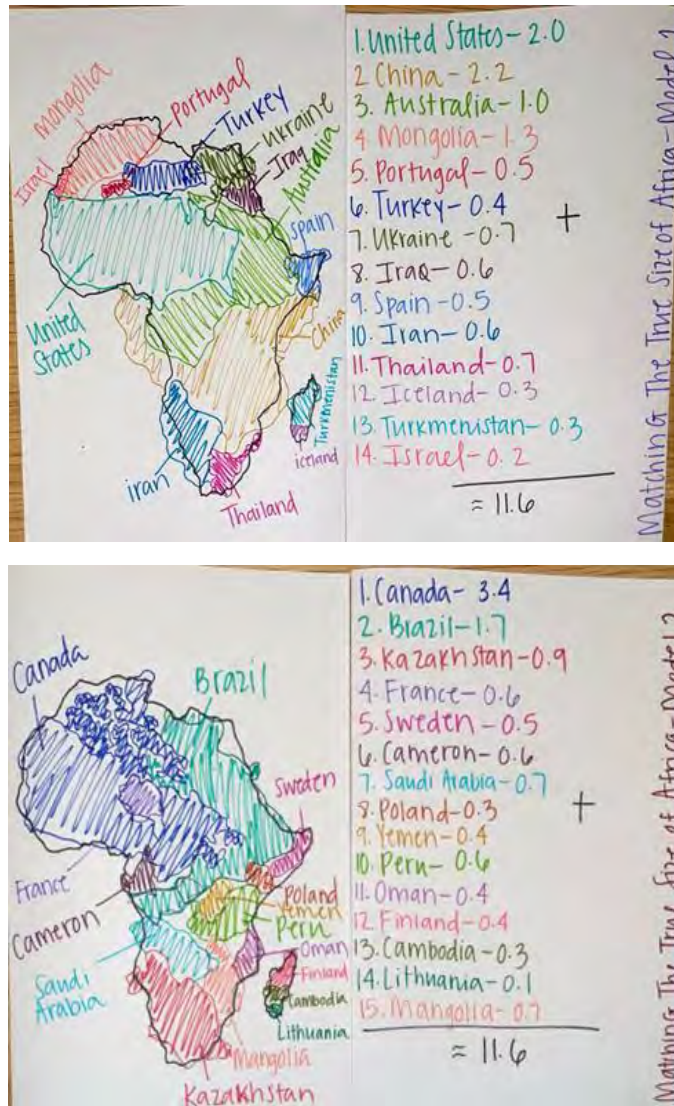 Mongolia
Portugal
Turkey
Ukraine
Iraq
Australia
Israel
Spain
United
States
China
Turkmenistan
iceland
iran
Thailand
1. United States - 2.0
2 China - 2.2
3. Australia - 1.0
4 Mongolia - 1.3
5. Portugal - 0.5
6. Turkey - 0.4
7. Ukraine - 0.7
8. Iraq - 0.6
9. Spain - 0.5
10. Iran - 0.6
11. Thailand - 0.7
12. Iceland - 0.3
13. Turkmenistan - 0.3
14. Israel - 0.2
+
≈ 11.6
Matching The True Size of Africa - Model 1
Canada
Brazil
Sweden
France
Cameron
Poland
Yemen
Peru
Saudi
Arabia
Oman
Finland
Cambodia
Lithuania
Mangolia
Kazakhstan
1. Canada - 3.4
2. Brazil - 1.7
3. Kazakhstan - 0.9
4. France - 0.6
5. Sweden - 0.5
6. Cameron - 0.6
7. Saudi Arabia - 0.7
8. Poland - 0.3
9. Yemen - 0.4
10. Peru - 0.6
11. Oman - 0.4
12 Finland - 0.4
13. Cambodia - 0.3
14. Lithuania - 0.1
15. Mangolia - 0.7
+
≈ 11.6
Matching The True Size of Africa - Model 2